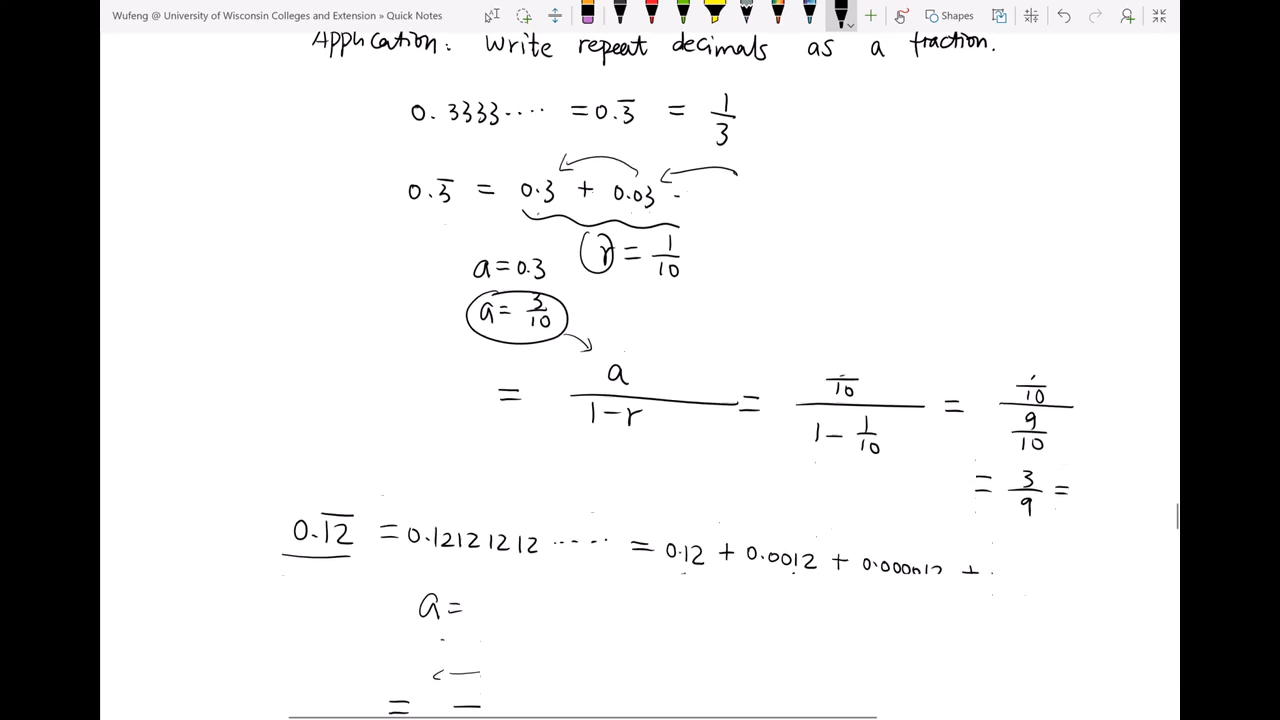 Wufeng @ University of Wisconsin Colleges and Extension » Quick Notes
Shapes
Application: Write repeat decimals as a fraction.
0.3333.... = 0.3̅ = 1/3
0.3̅ = 0.3 + 0.03
r = 1/10
a = 0.3
a = 3/10
= a/(1-r) = /10 / (1 - 1/10) = /10 / (9/10)
= 3/9 =
0.1̅2̅ = 0.12121212 ..... = 0.12 + 0.0012 + 0.000012 +
a =
=